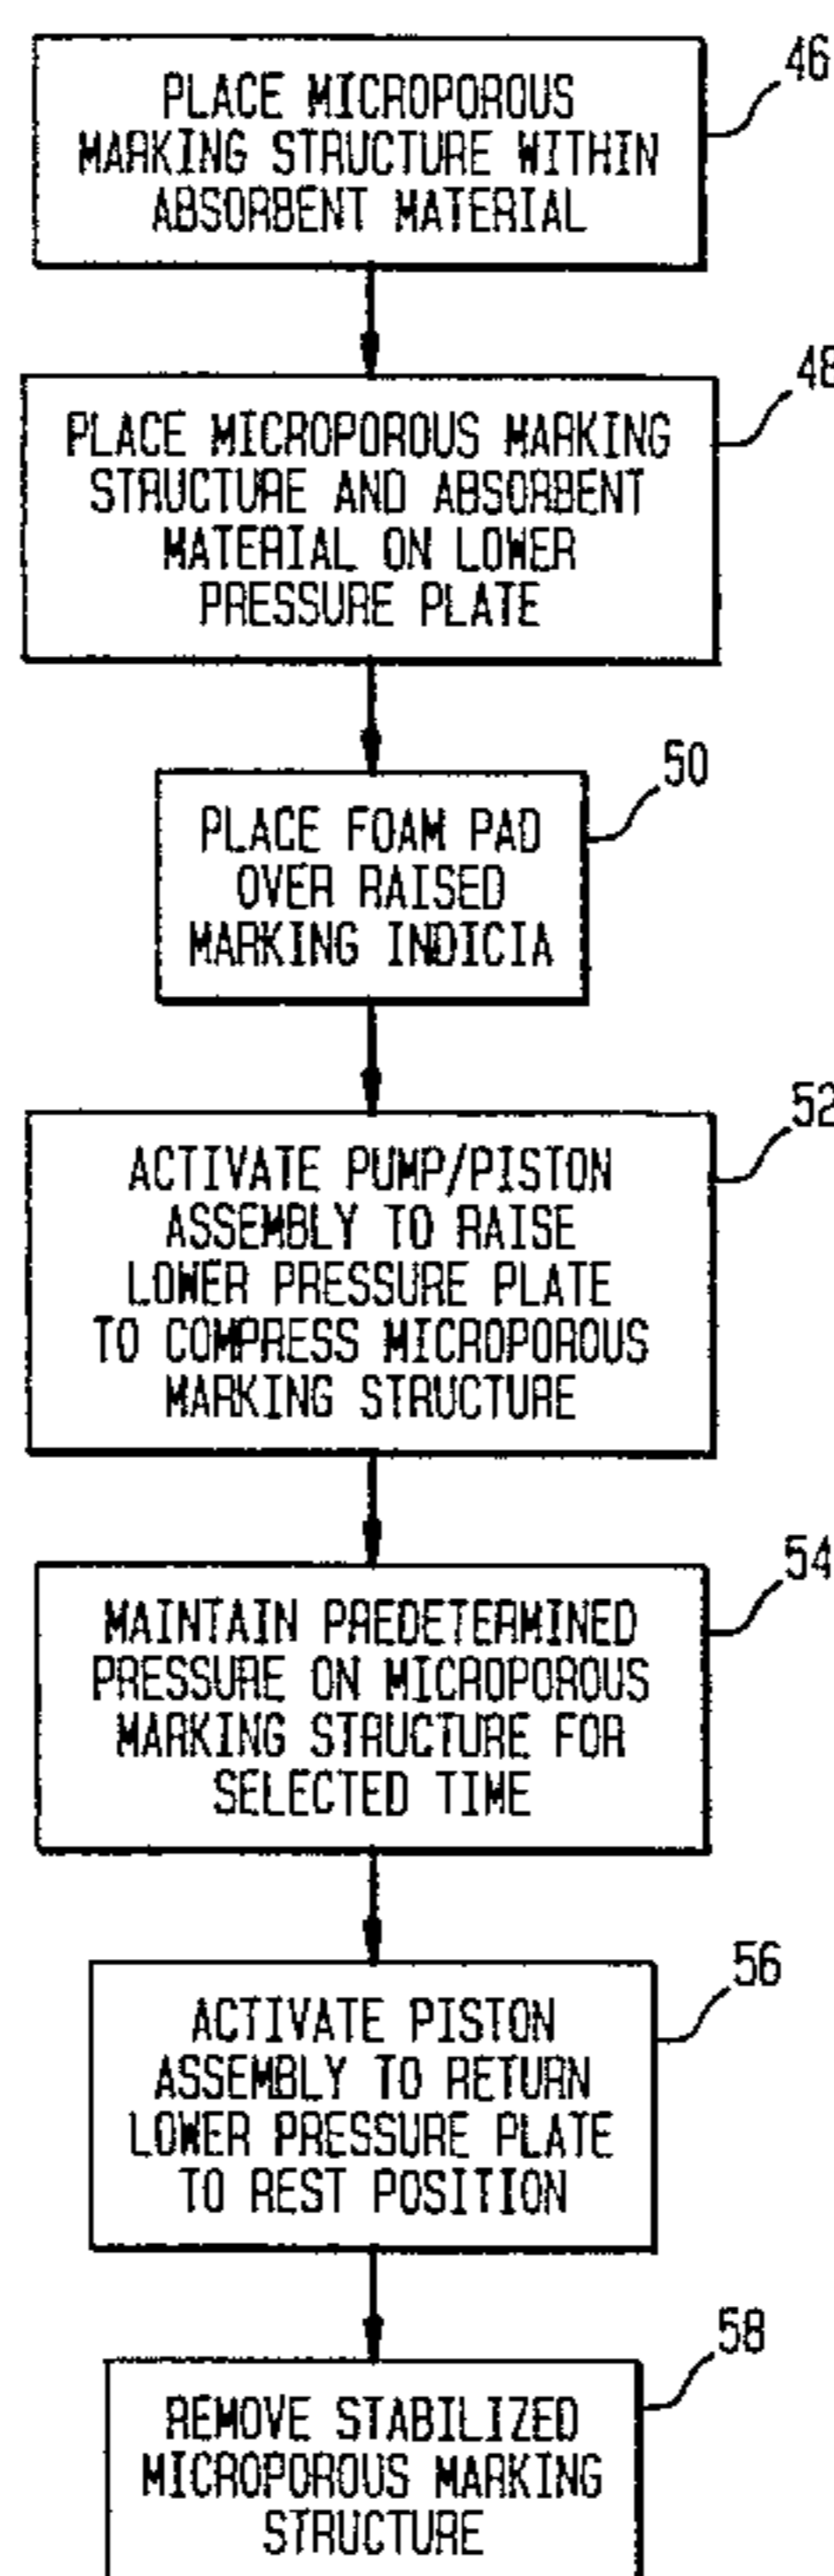 46
PLACE MICROPOROUS
MARKING STRUCTURE WITHIN
ABSORBENT MATERIAL
48
PLACE MICROPOROUS MARKING
STRUCTURE AND ABSORBENT
MATERIAL ON LOWER
PRESSURE PLATE
50
PLACE FOAM PAD
OVER RAISED
MARKING INDICIA
52
ACTIVATE PUMP/PISTON
ASSEMBLY TO RAISE
LOWER PRESSURE PLATE
TO COMPRESS MICROPOROUS
MARKING STRUCTURE
54
MAINTAIN PREDETERMINED
PRESSURE ON MICROPOROUS
MARKING STRUCTURE FOR
SELECTED TIME
56
ACTIVATE PISTON
ASSEMBLY TO RETURN
LOWER PRESSURE PLATE
TO REST POSITION
58
REMOVE STABILIZED
MICROPOROUS MARKING
STRUCTURE